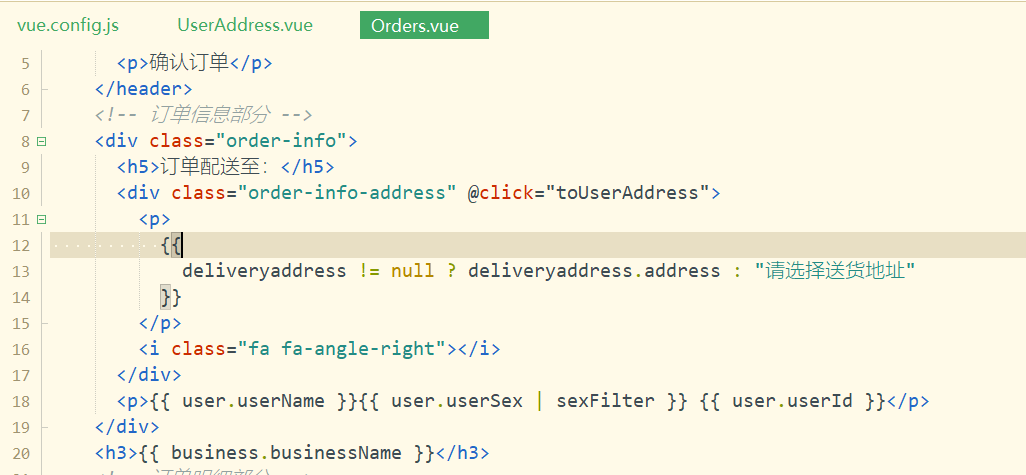 vue.config.js UserAddress.vue Orders.vue
5 <p>确认订单</p>
6 </header>
7 <!-- 订单信息部分 -->
8 <div class="order-info">
9 <h5>订单配送至：</h5>
10 <div class="order-info-address" @click="toUserAddress">
11 <p>
12 {{
13 deliveryaddress != null ? deliveryaddress.address : "请选择送货地址"
14 }}
15 </p>
16 <i class="fa fa-angle-right"></i>
17 </div>
18 <p>{{ user.userName }}{{ user.userSex | sexFilter }} {{ user.userId }}</p>
19 </div>
20 <h3>{{ business.businessName }}</h3>